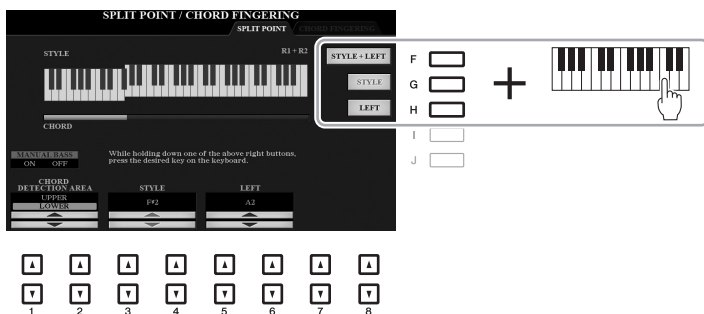 SPLIT POINT / CHORD FINGERING
SPLIT POINT
CHORD FINGERING
STYLE
R1 + R2
STYLE + LEFT
F
STYLE
G
LEFT
H
CHORD
I
J
MANUAL BASS
ON OFF
While holding down one of the above right buttons,
press the desired key on the keyboard.
CHORD
DETECTION AREA
UPPER
LOWER
STYLE
F#2
LEFT
A2
1 2 3 4 5 6 7 8